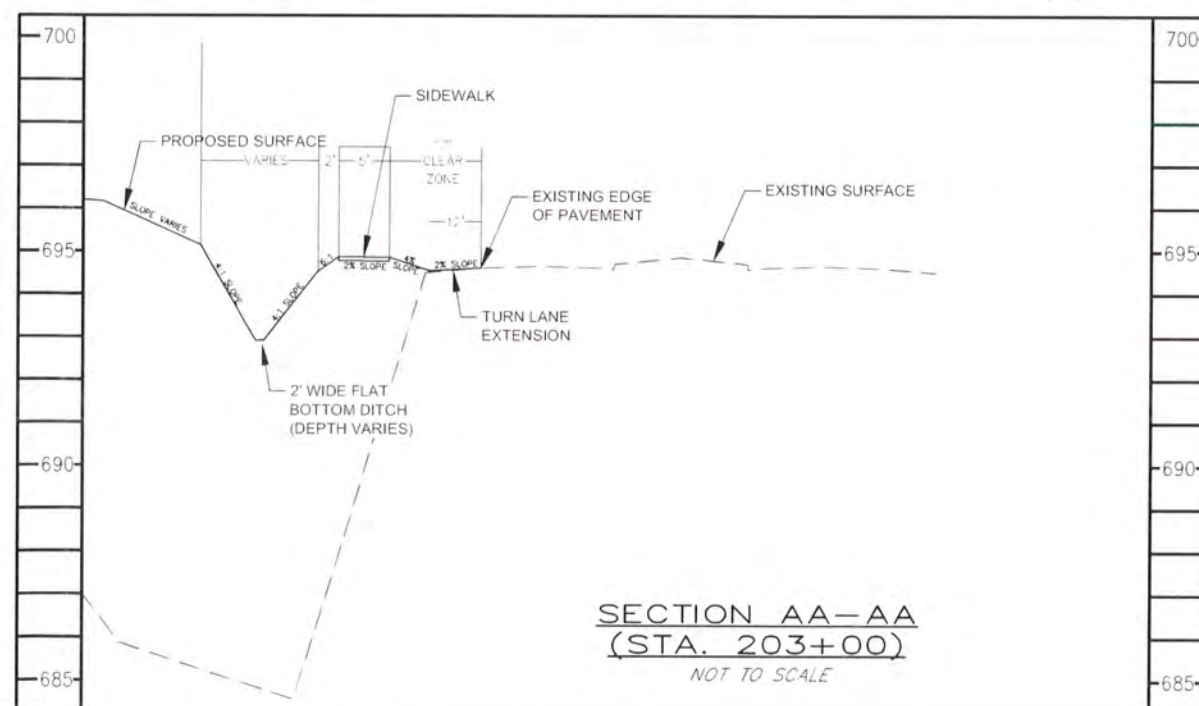 700
700
SIDEWALK
PROPOSED SURFACE
VARIES
2'
5'
CLEAR
ZONE
EXISTING EDGE
OF PAVEMENT
EXISTING SURFACE
12'
SLOPE VARIES
695
695
4:1 SLOPE
4:1 SLOPE
6:1
2% SLOPE
4%
SLOPE
2% SLOPE
TURN LANE
EXTENSION
2' WIDE FLAT
BOTTOM DITCH
(DEPTH VARIES)
690
690
SECTION AA-AA
(STA. 203+00)
NOT TO SCALE
685
685